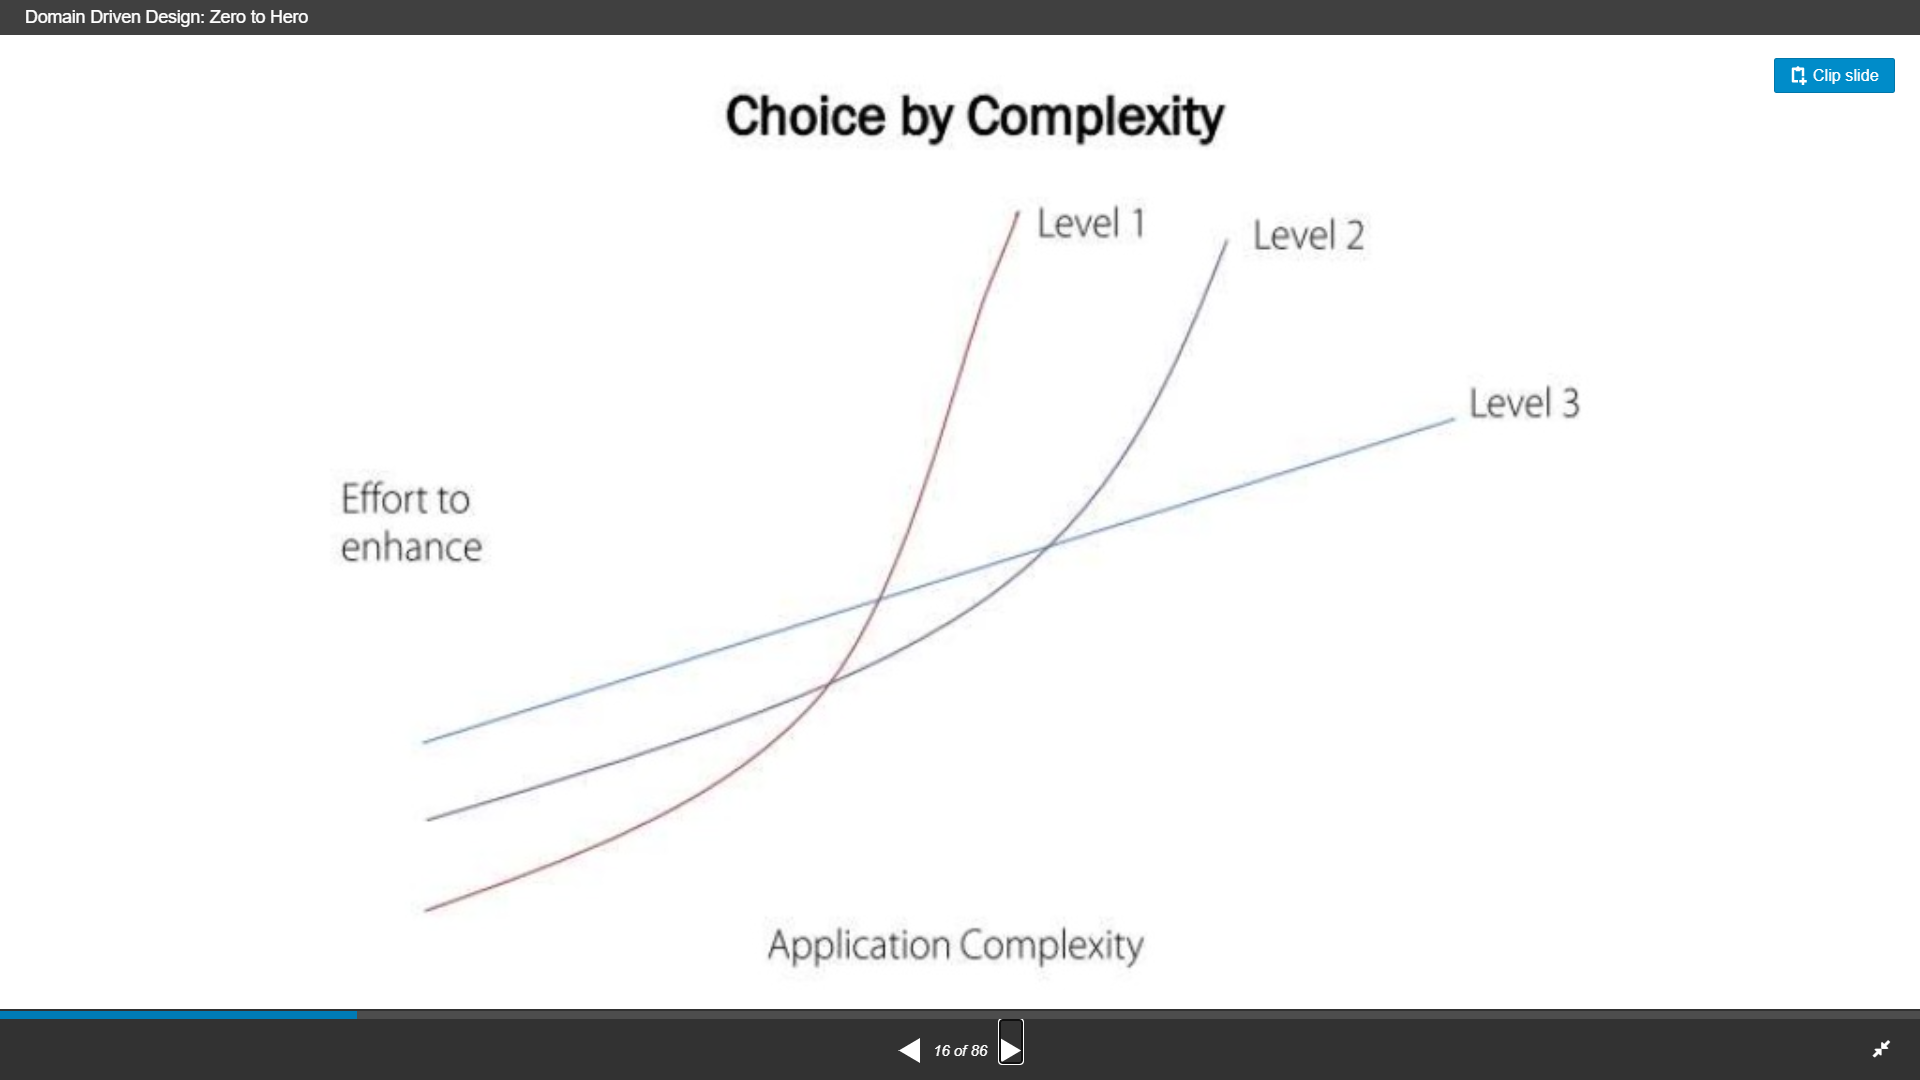 Domain Driven Design: Zero to Hero
Clip slide
Choice by Complexity
Level 1
Level 2
Level 3
Effort to
enhance
Application Complexity
16 of 86